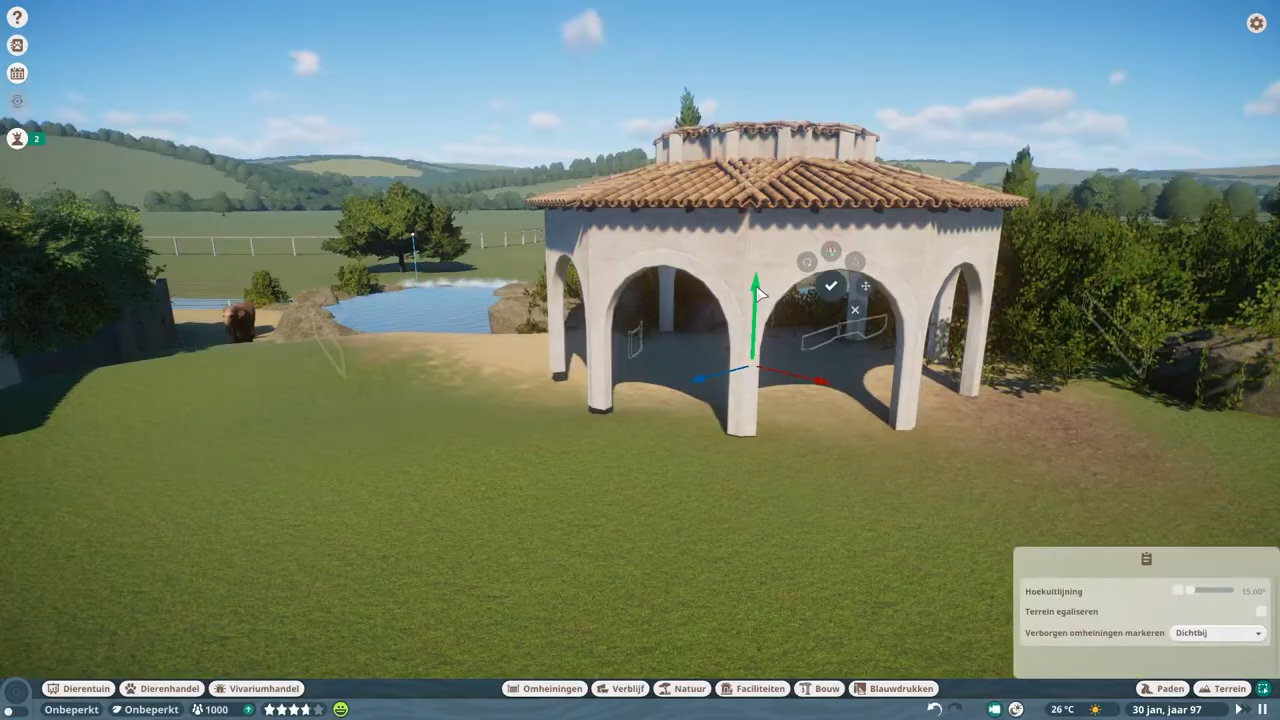 ?
2
Hoekuitlijning 15.00°
Terrein egaliseren
Verborgen omheiningen markeren Dichtbij
Dierentuin Dierenhandel Vivariumhandel Omheiningen Verblijf Natuur Faciliteiten Bouw Blauwdrukken Paden Terrein
Onbeperkt Onbeperkt 1000 26 °C 30 jan, jaar 97